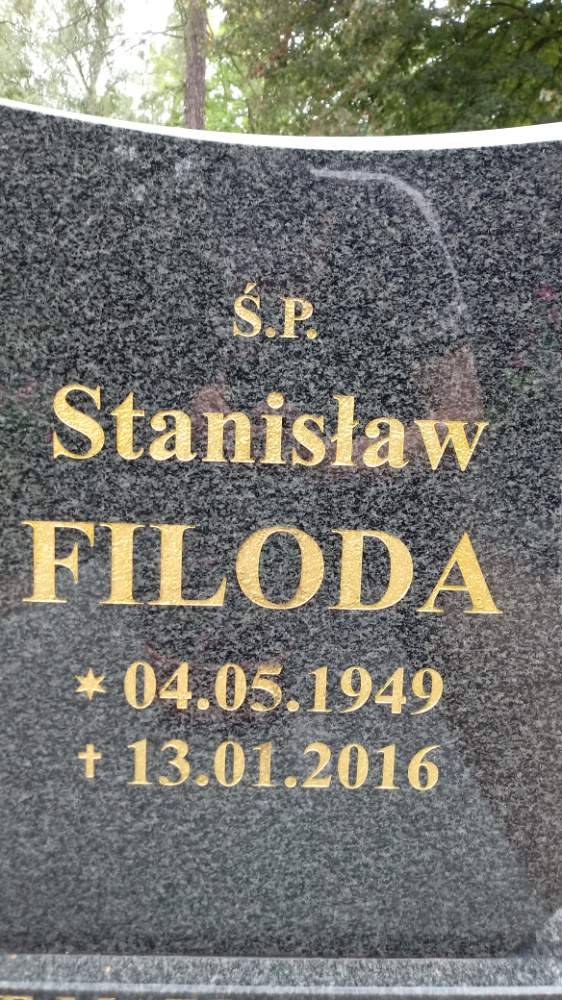 Ś.P.
Stanisław
FILODA
* 04.05.1949
✝ 13.01.2016